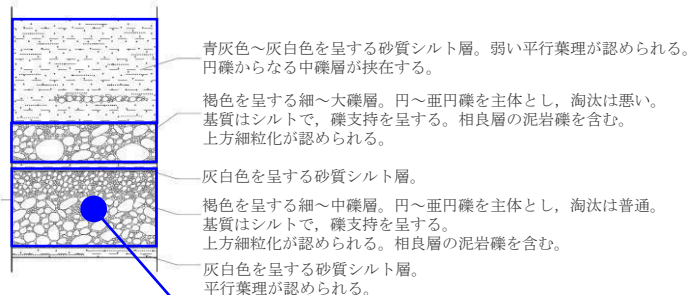 青灰色～灰白色を呈する砂質シルト層。弱い平行葉理が認められる。
円礫からなる中礫層が挟在する。
褐色を呈する細～大礫層。円～亜円礫を主体とし，淘汰は悪い。
基質はシルトで，礫支持を呈する。相良層の泥岩礫を含む。
上方細粒化が認められる。
灰白色を呈する砂質シルト層。
褐色を呈する細～中礫層。円～亜円礫を主体とし，淘汰は普通。
基質はシルトで，礫支持を呈する。
上方細粒化が認められる。相良層の泥岩礫を含む。
灰白色を呈する砂質シルト層。
平行葉理が認められる。